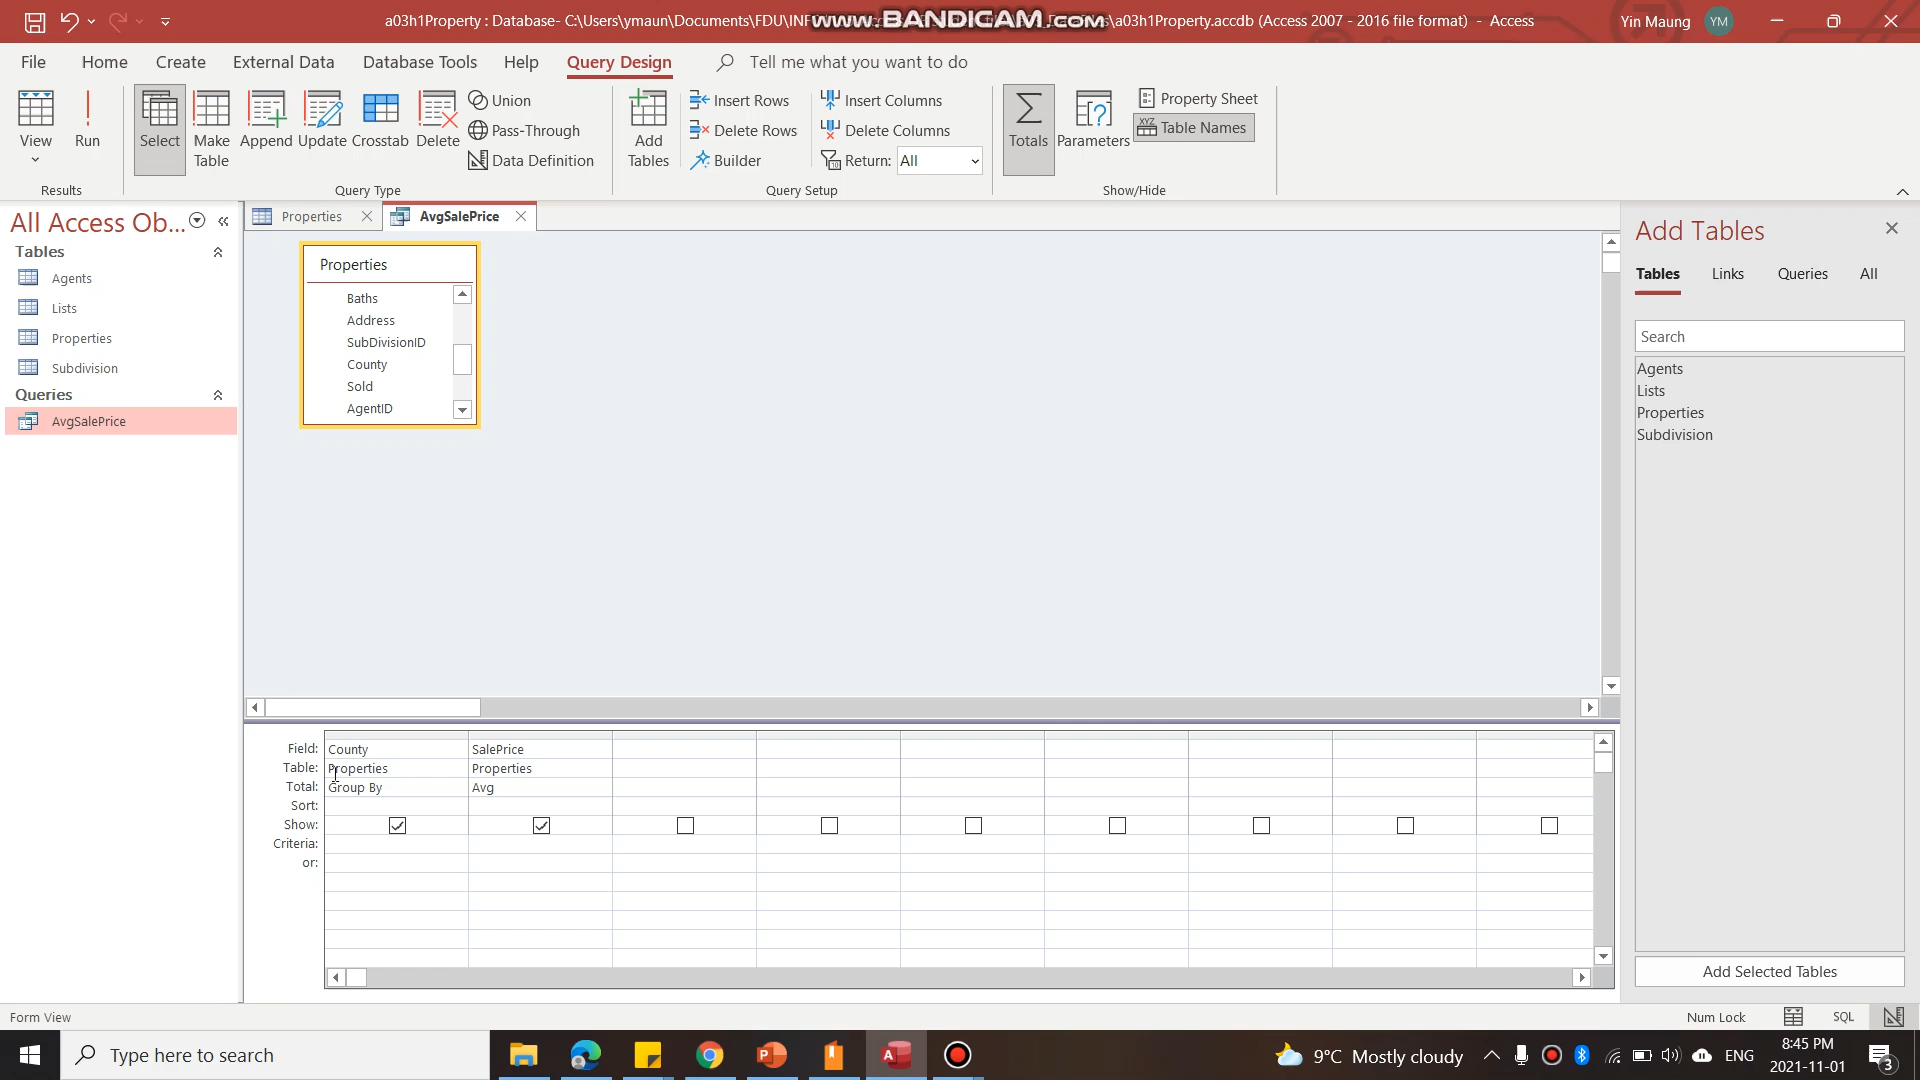 a03h1Property : Database- C:\Users\ymaun\Documents\FDU\INF
www.BANDICAM.com
\a03h1Property.accdb (Access 2007 - 2016 file format) - Access
Yin Maung
YM
File
Home
Create
External Data
Database Tools
Help
Query Design
Tell me what you want to do
View
Run
Select
Make Table
Append
Update
Crosstab
Delete
Union
Pass-Through
Data Definition
Add Tables
Insert Rows
Delete Rows
Builder
Insert Columns
Delete Columns
Return: All
Totals
Parameters
Property Sheet
XYZ Table Names
Results
Query Type
Query Setup
Show/Hide
All Access Ob...
Tables
Agents
Lists
Properties
Subdivision
Queries
AvgSalePrice
Properties
AvgSalePrice
Properties
Baths
Address
SubDivisionID
County
Sold
AgentID
Add Tables
Tables
Links
Queries
All
Search
Agents
Lists
Properties
Subdivision
Add Selected Tables
Field: County SalePrice
Table: Properties Properties
Total: Group By Avg
Sort:
Show:
Criteria:
or:
Form View
Num Lock
SQL
Type here to search
9°C Mostly cloudy
ENG
8:45 PM
2021-11-01
3